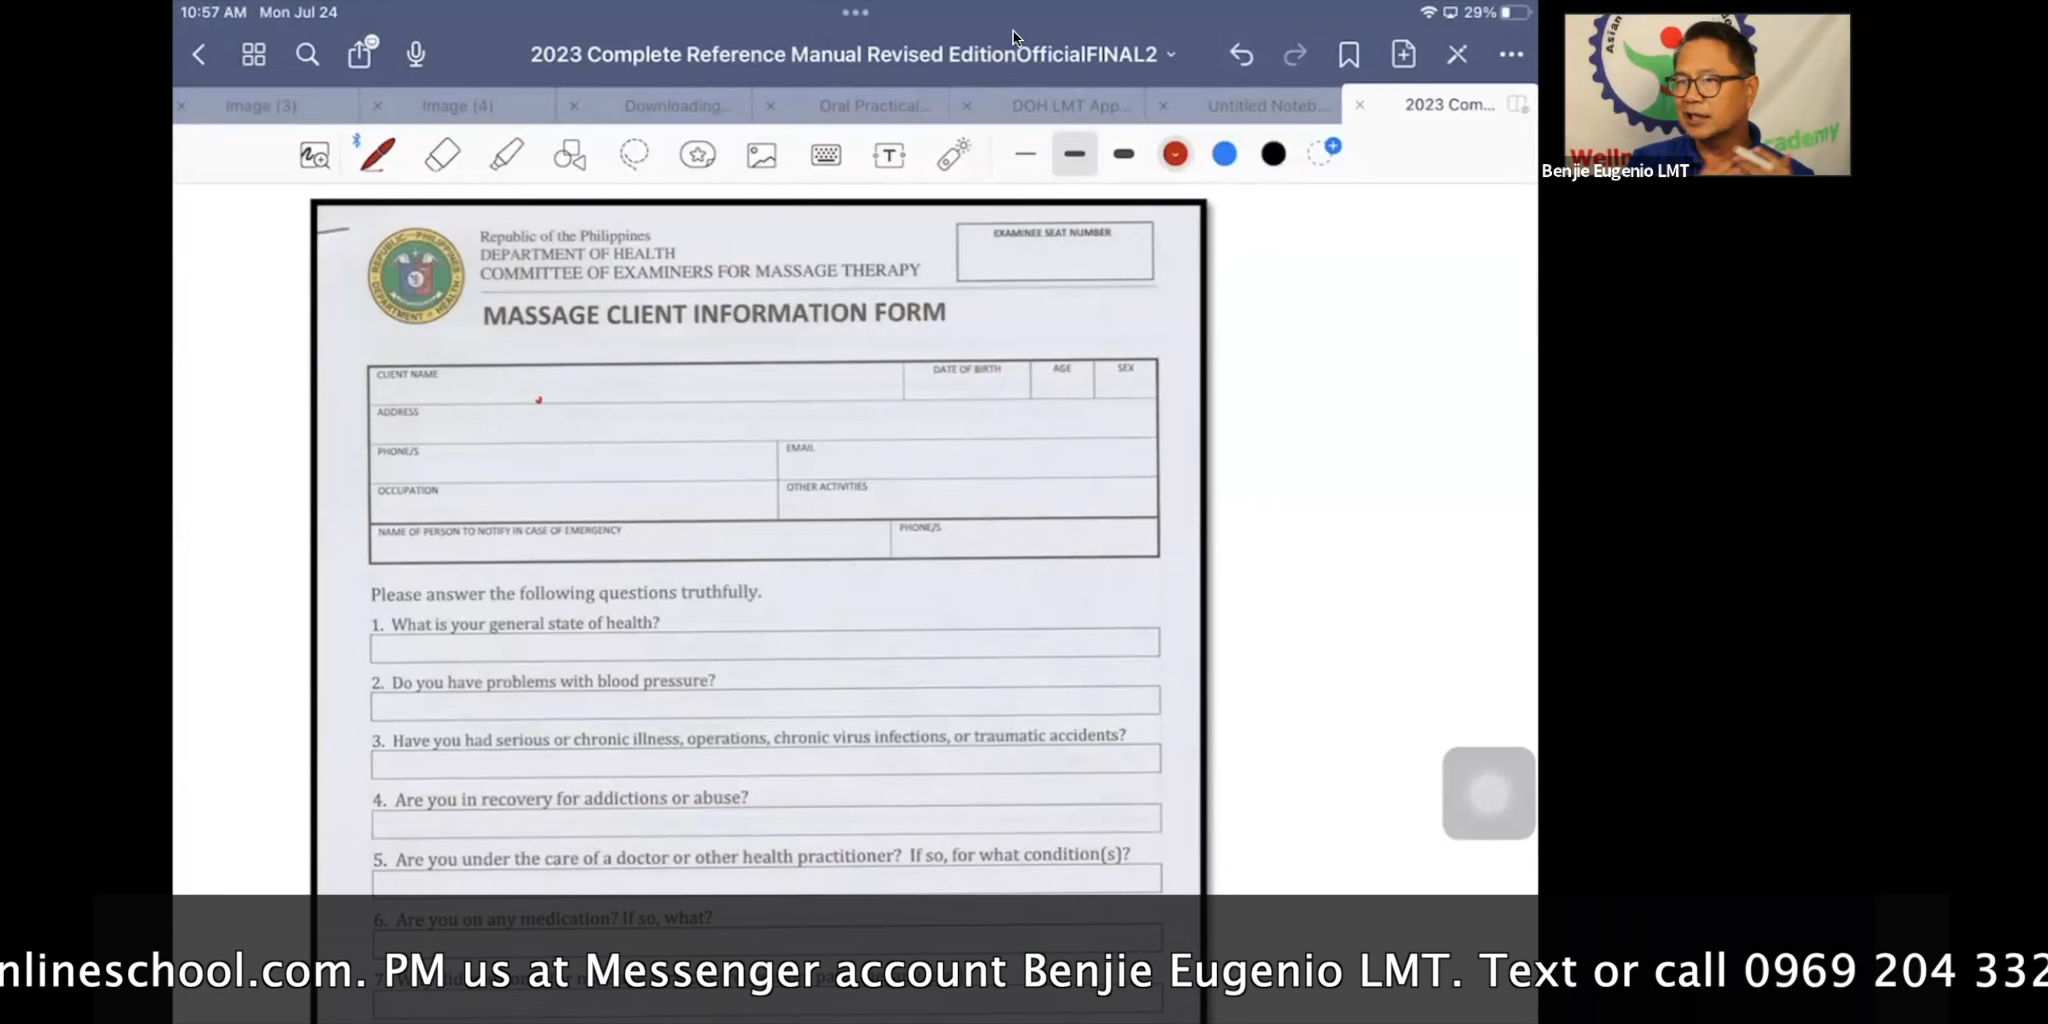 10:57 AM Mon Jul 24
29%
2023 Complete Reference Manual Revised EditionOfficialFINAL2
Image (3)
Image (4)
Downloading...
Oral Practical...
DOH LMT App...
Untitled Noteb...
2023 Com...
Asian
academy
Benjie Eugenio LMT
REPUBLIC PHILIPPINES
DEPARTMENT OF HEALTH
Republic of the Philippines
DEPARTMENT OF HEALTH
COMMITTEE OF EXAMINERS FOR MASSAGE THERAPY
EXAMINEE SEAT NUMBER
MASSAGE CLIENT INFORMATION FORM
CLIENT NAME
DATE OF BIRTH
AGE
SEX
ADDRESS
PHONE/S
EMAIL
OCCUPATION
OTHER ACTIVITIES
NAME OF PERSON TO NOTIFY IN CASE OF EMERGENCY
PHONE/S
Please answer the following questions truthfully.
1. What is your general state of health?
2. Do you have problems with blood pressure?
3. Have you had serious or chronic illness, operations, chronic virus infections, or traumatic accidents?
4. Are you in recovery for addictions or abuse?
5. Are you under the care of a doctor or other health practitioner? If so, for what condition(s)?
6. Are you on any medication? If so, what?
nlineschool.com. PM us at Messenger account Benjie Eugenio LMT. Text or call 0969 204 332